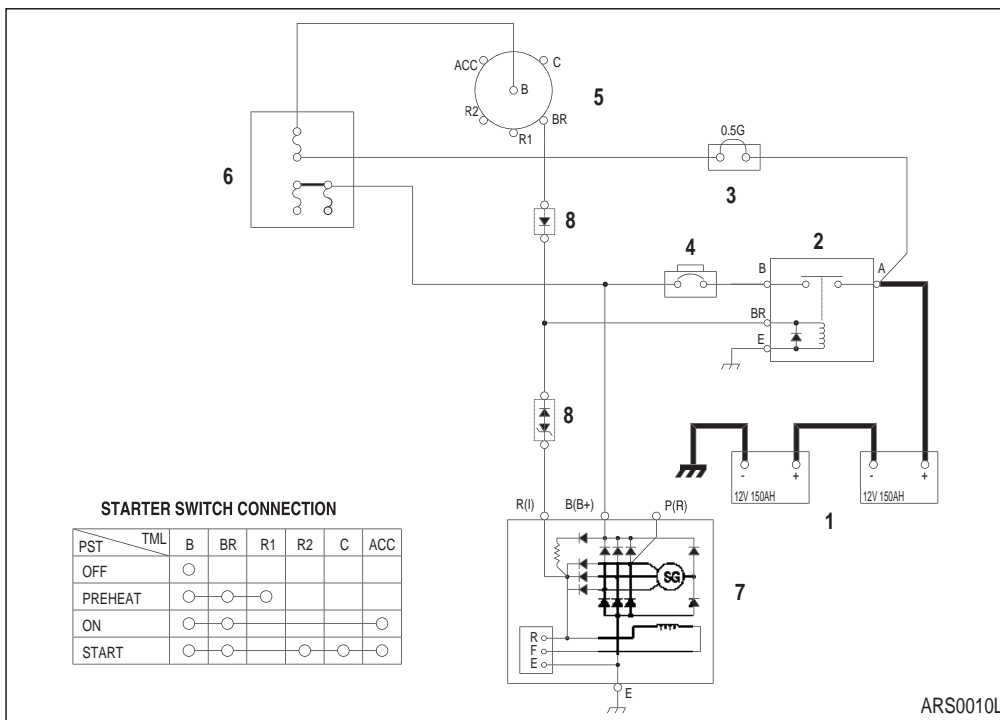 ACC
C
B
5
R2
BR
R1
0.5G
6
3
8
4
2
B
A
BR
E
8
- +
- +
12V 150AH
12V 150AH
1
R(I)
B(B+)
P(R)
SG
7
R
F
E
E
STARTER SWITCH CONNECTION
PST TML B BR R1 R2 C ACC
OFF
PREHEAT
ON
START
ARS0010L